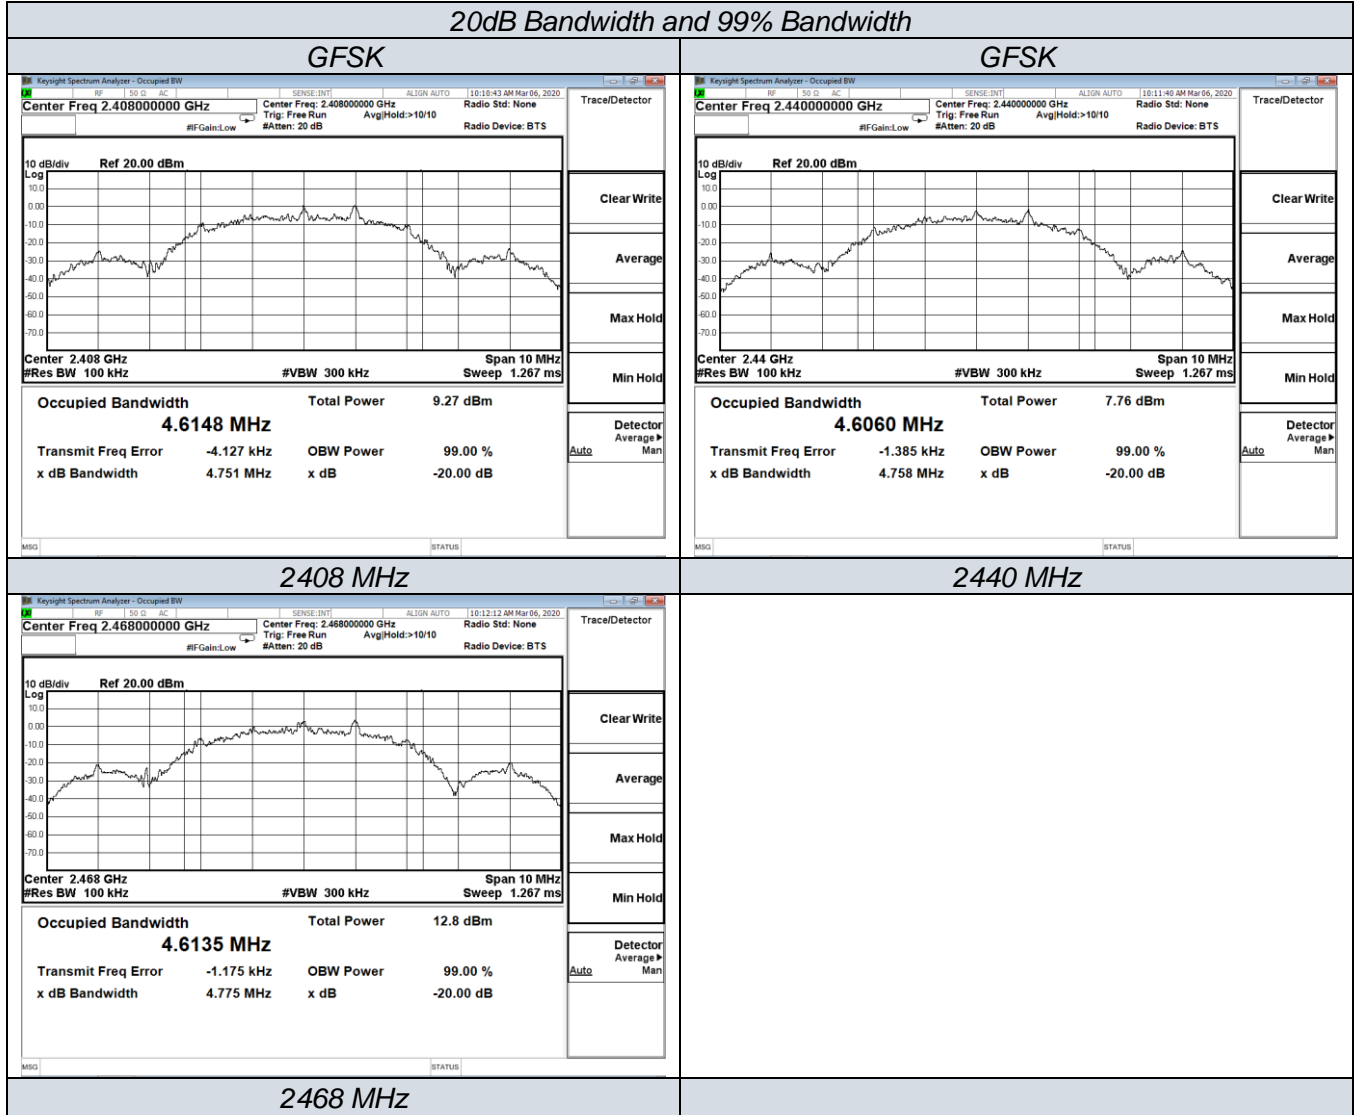 20dB Bandwidth and 99% Bandwidth
GFSK
GFSK
Keysight Spectrum Analyzer - Occupied BW
RF 50 Ω AC SENSE:INT ALIGN AUTO 10:10:43 AM Mar 06, 2020
Center Freq 2.408000000 GHz
Center Freq: 2.408000000 GHz
Radio Std: None
Trig: Free Run Avg|Hold:>10/10
#IFGain:Low
#Atten: 20 dB
Radio Device: BTS
10 dB/div Ref 20.00 dBm
Log
10.0
0.00
-10.0
-20.0
-30.0
-40.0
-50.0
-60.0
-70.0
Center 2.408 GHz Span 10 MHz
#Res BW 100 kHz #VBW 300 kHz Sweep 1.267 ms
Occupied Bandwidth Total Power 9.27 dBm
4.6148 MHz
Transmit Freq Error -4.127 kHz OBW Power 99.00 %
x dB Bandwidth 4.751 MHz x dB -20.00 dB
MSG STATUS
Trace/Detector
Clear Write
Average
Max Hold
Min Hold
Detector
Average
Auto Man
Keysight Spectrum Analyzer - Occupied BW
RF 50 Ω AC SENSE:INT ALIGN AUTO 10:11:40 AM Mar 06, 2020
Center Freq 2.440000000 GHz
Center Freq: 2.440000000 GHz
Radio Std: None
Trig: Free Run Avg|Hold:>10/10
#IFGain:Low
#Atten: 20 dB
Radio Device: BTS
10 dB/div Ref 20.00 dBm
Log
10.0
0.00
-10.0
-20.0
-30.0
-40.0
-50.0
-60.0
-70.0
Center 2.44 GHz Span 10 MHz
#Res BW 100 kHz #VBW 300 kHz Sweep 1.267 ms
Occupied Bandwidth Total Power 7.76 dBm
4.6060 MHz
Transmit Freq Error -1.385 kHz OBW Power 99.00 %
x dB Bandwidth 4.758 MHz x dB -20.00 dB
MSG STATUS
Trace/Detector
Clear Write
Average
Max Hold
Min Hold
Detector
Average
Auto Man
2408 MHz
2440 MHz
Keysight Spectrum Analyzer - Occupied BW
RF 50 Ω AC SENSE:INT ALIGN AUTO 10:12:12 AM Mar 06, 2020
Center Freq 2.468000000 GHz
Center Freq: 2.468000000 GHz
Radio Std: None
Trig: Free Run Avg|Hold:>10/10
#IFGain:Low
#Atten: 20 dB
Radio Device: BTS
10 dB/div Ref 20.00 dBm
Log
10.0
0.00
-10.0
-20.0
-30.0
-40.0
-50.0
-60.0
-70.0
Center 2.468 GHz Span 10 MHz
#Res BW 100 kHz #VBW 300 kHz Sweep 1.267 ms
Occupied Bandwidth Total Power 12.8 dBm
4.6135 MHz
Transmit Freq Error -1.175 kHz OBW Power 99.00 %
x dB Bandwidth 4.775 MHz x dB -20.00 dB
MSG STATUS
Trace/Detector
Clear Write
Average
Max Hold
Min Hold
Detector
Average
Auto Man
2468 MHz